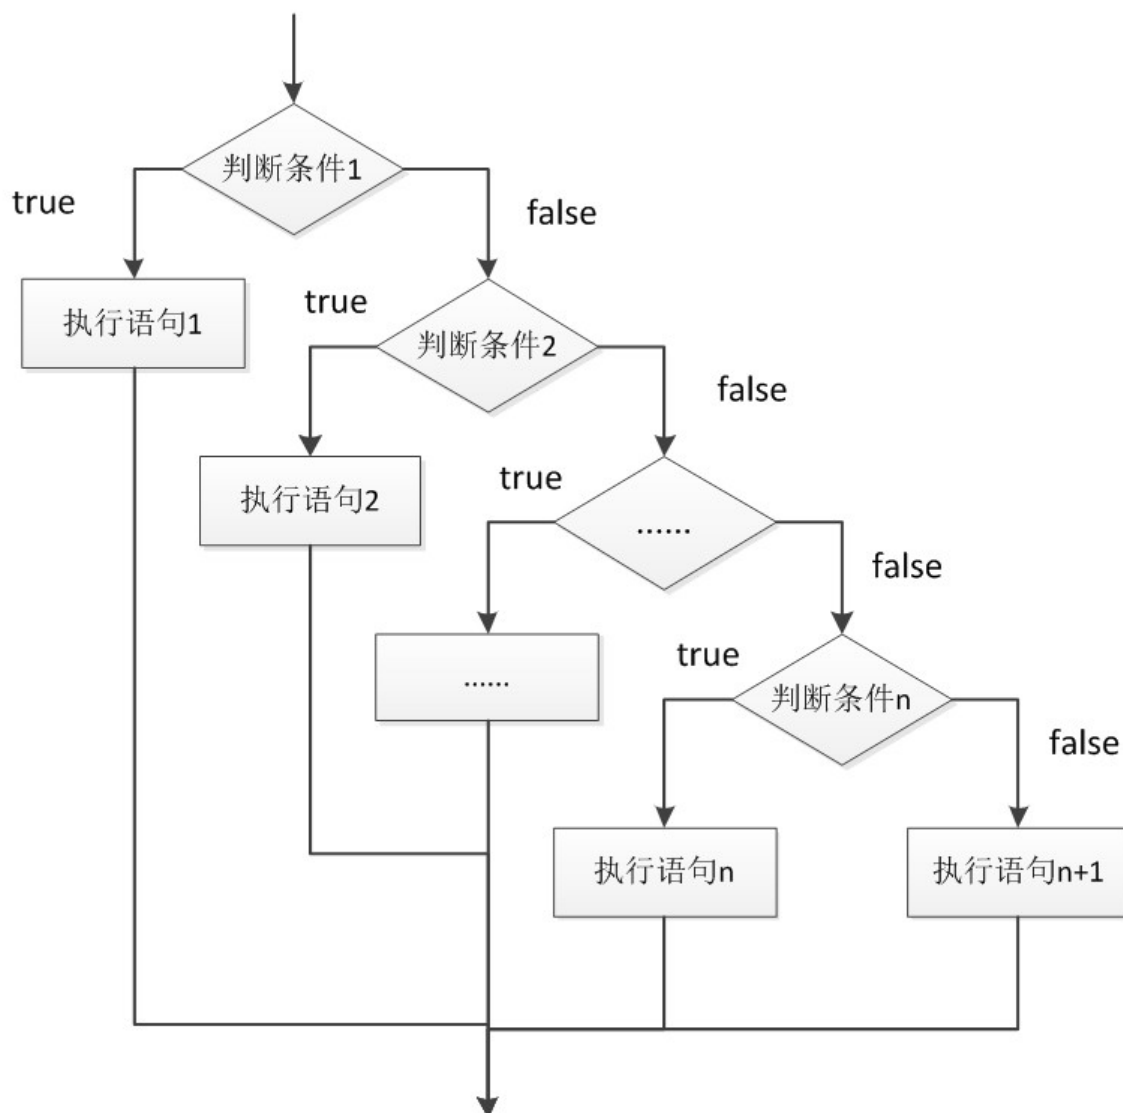 判断条件1
true
false
执行语句1
true
判断条件2
false
执行语句2
true
......
false
......
true
判断条件n
false
执行语句n
执行语句n+1